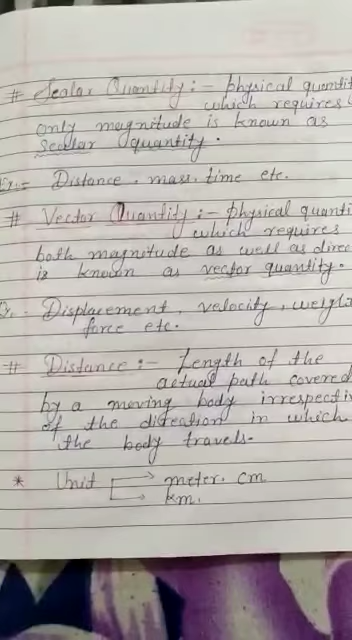 # Scalar Quantity :- physical quantit
which requires
only magnitude is known as
scalar quantity.
Ex:- Distance, mass, time etc.
# Vector Quantity :- physical quanti
which requires
both magnitude as well as direc
is known as vector quantity.
Displacement, velocity, weight
force etc.
# Distance :- Length of the
actual path covered
by a moving body irrespectiv
of the direction in which
the body travels.
* Unit → meter. cm
→ km.